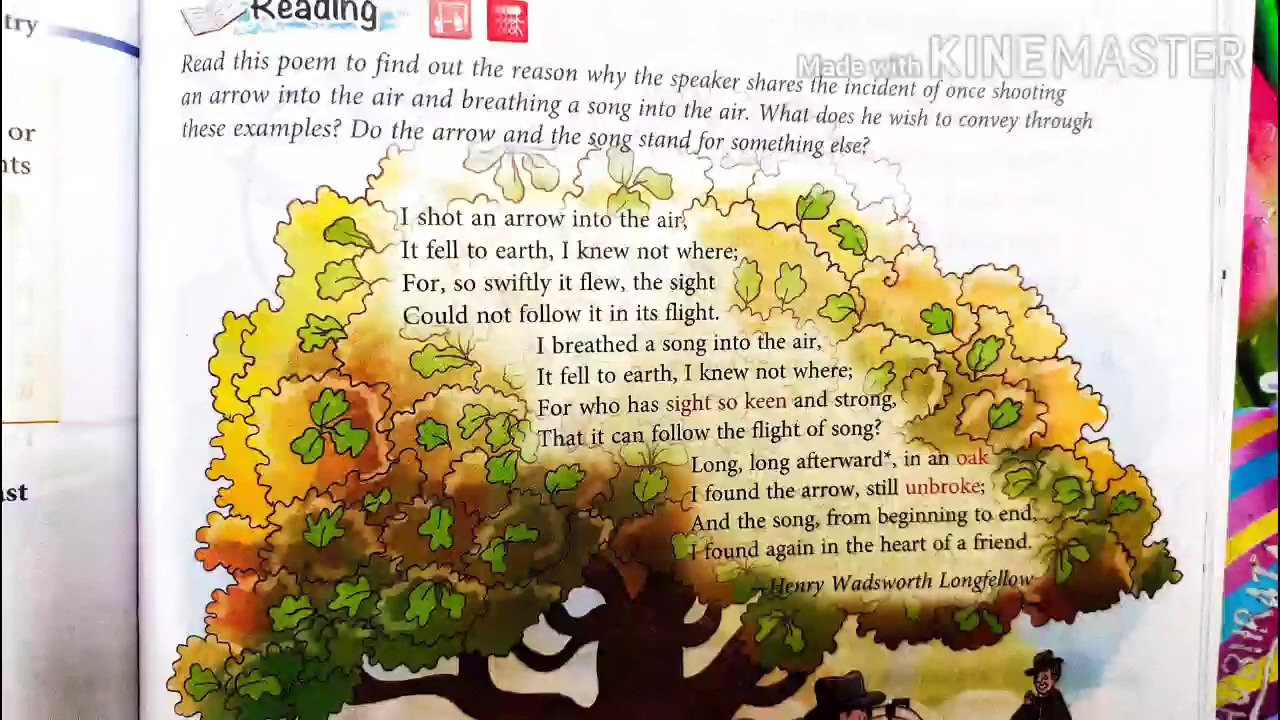 try
Reading
Made with KINEMASTER
Read this poem to find out the reason why the speaker shares the incident of once shooting
an arrow into the air and breathing a song into the air. What does he wish to convey through
these examples? Do the arrow and the song stand for something else?
or
nts
I shot an arrow into the air,
It fell to earth, I knew not where;
For, so swiftly it flew, the sight
Could not follow it in its flight.
I breathed a song into the air,
It fell to earth, I knew not where;
For who has sight so keen and strong,
That it can follow the flight of song?
Long, long afterward*, in an oak
I found the arrow, still unbroke;
And the song, from beginning to end,
I found again in the heart of a friend.
–Henry Wadsworth Longfellow
ast